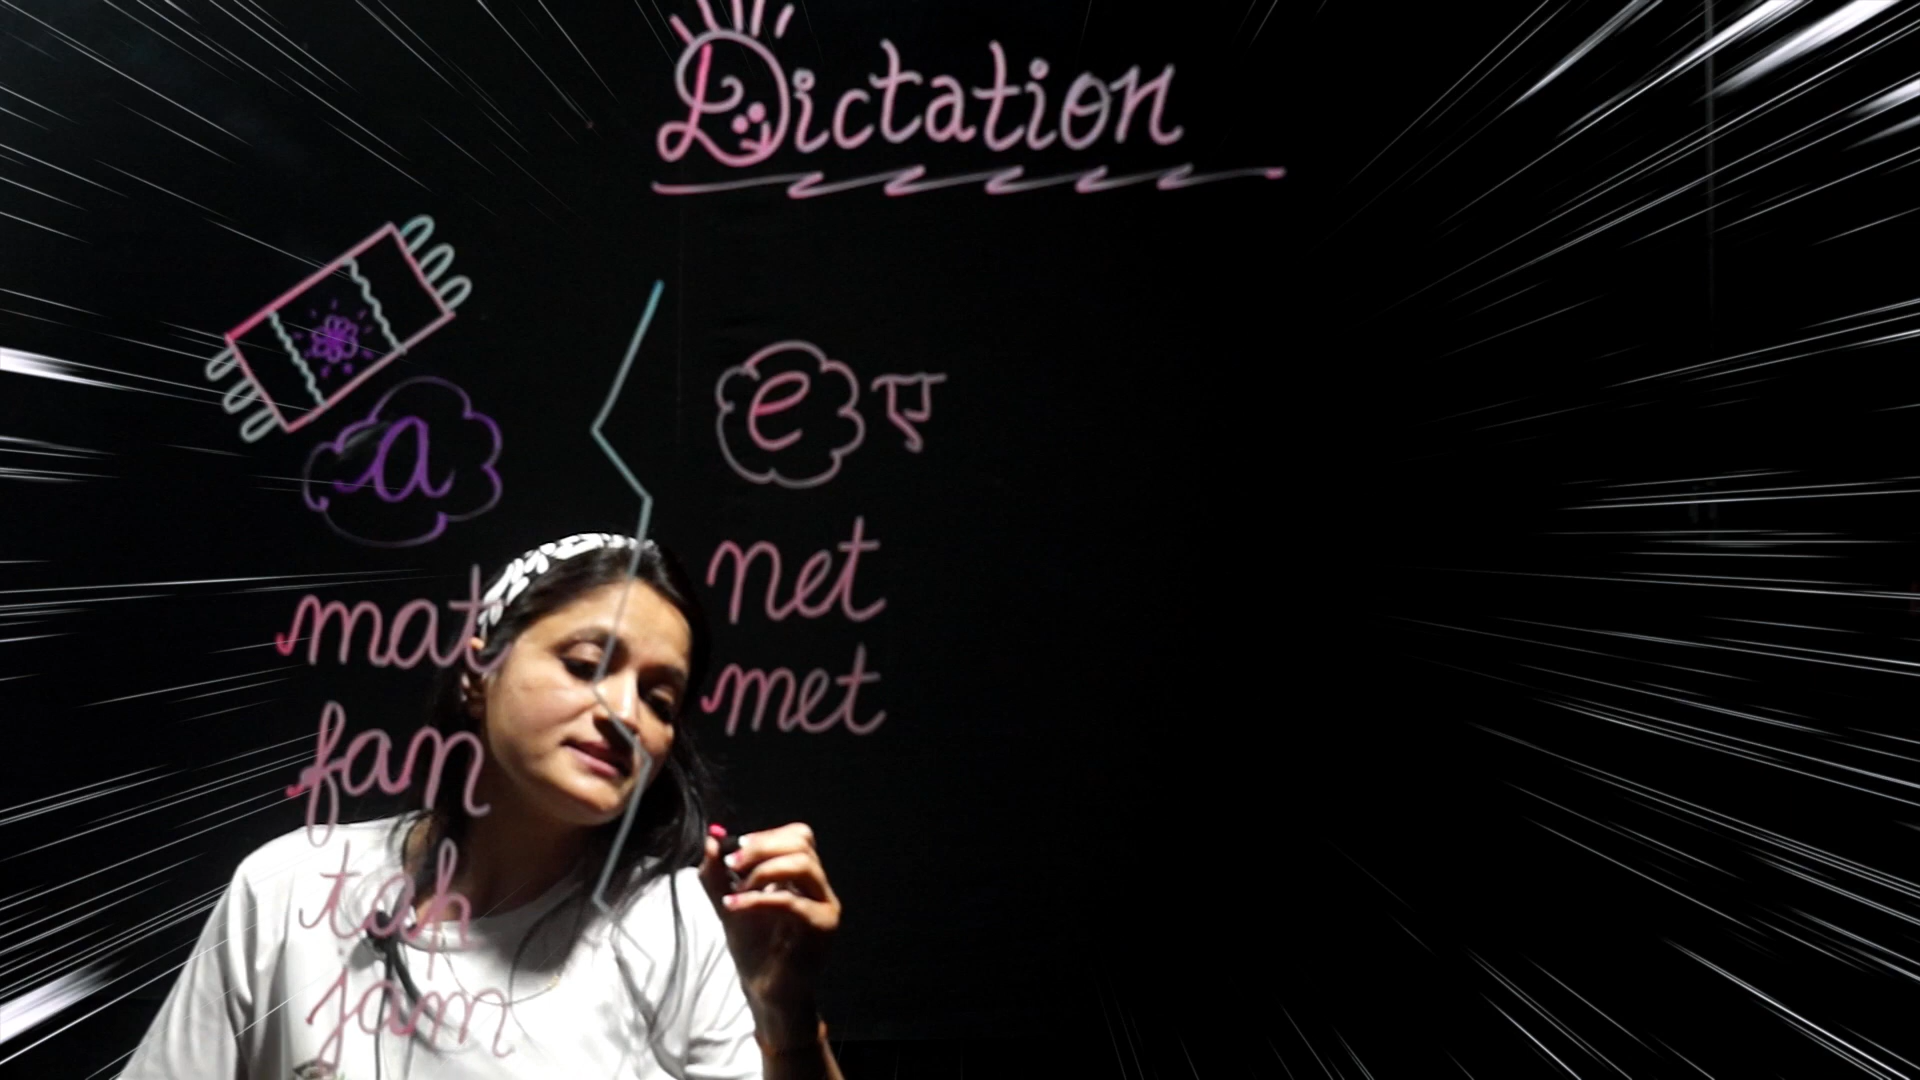 Dictation
a
mat
fan
tap
jam
e ए
net
met